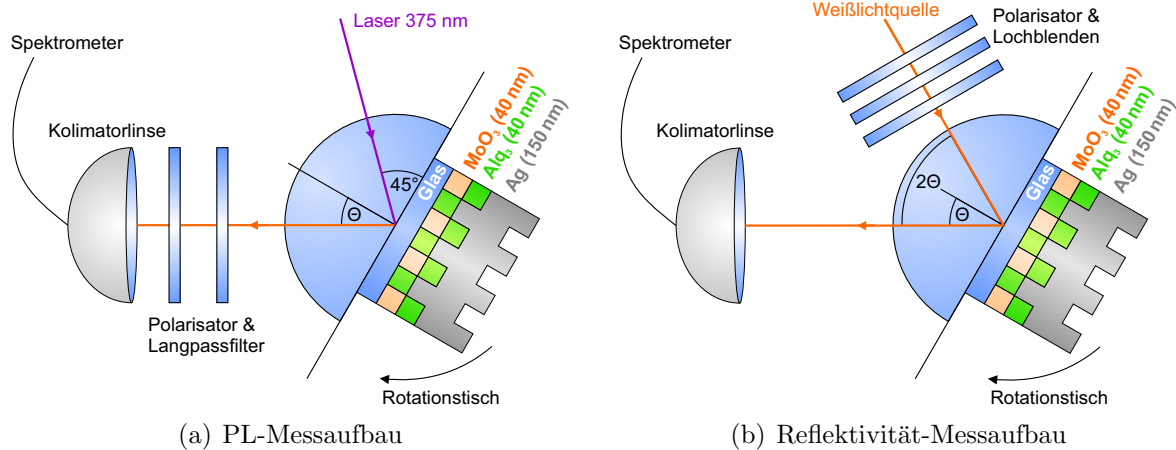 Laser 375 nm
Spektrometer
Kolimatorlinse
MoO₃ (40 nm)
Alq₃ (40 nm)
Ag (150 nm)
Glas
45°
Θ
Polarisator &
Langpassfilter
Rotationstisch
(a) PL-Messaufbau
Weißlichtquelle
Polarisator &
Lochblenden
Spektrometer
Kolimatorlinse
MoO₃ (40 nm)
Alq₃ (40 nm)
Ag (150 nm)
Glas
2Θ
Θ
Rotationstisch
(b) Reflektivität-Messaufbau